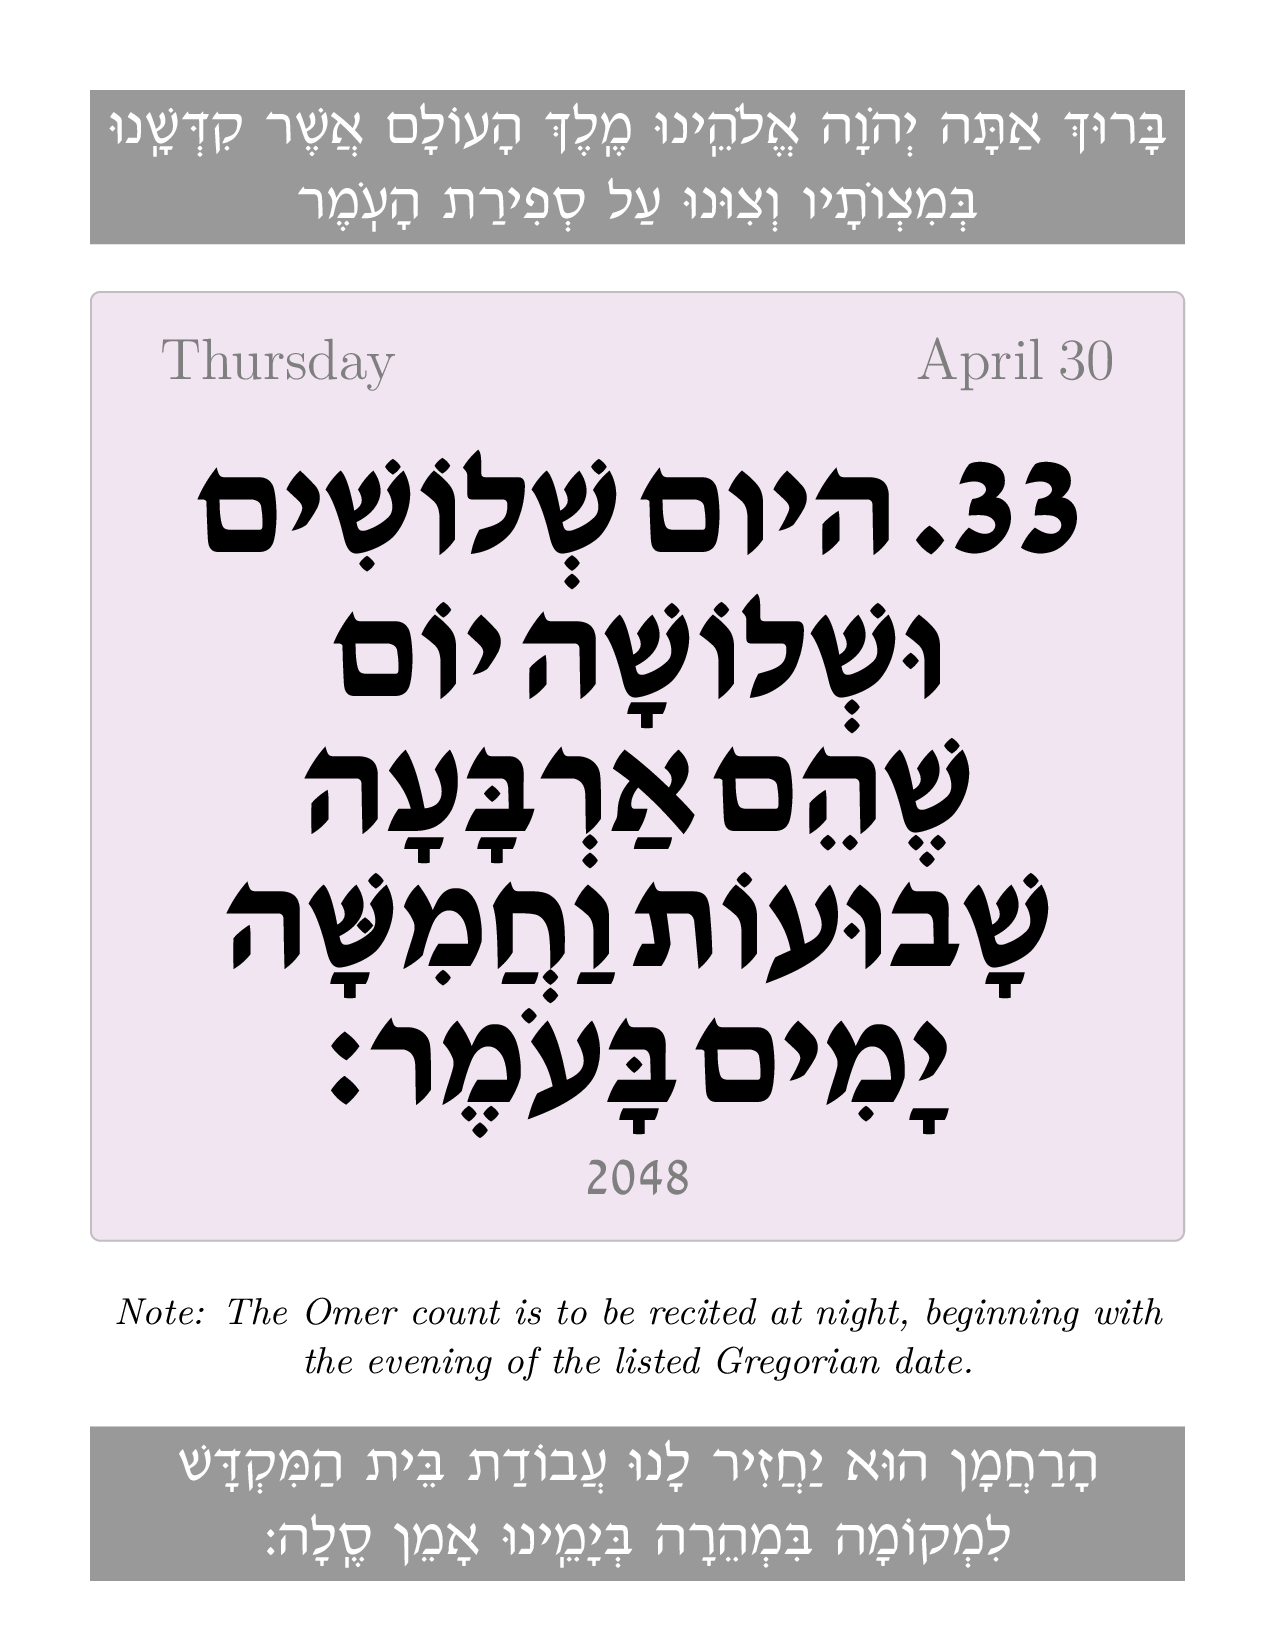 בָּרוּךְ אַתָּה יְהֹוָה אֱלֹהֵֽינוּ מֶֽלֶךְ הָעוֹלָם אֲשֶׁר קִדְּשָֽׁנוּ
בְּמִצְוֹתָיו וְצִוּנוּ עַל סְפִירַת הָעֹֽמֶר
Thursday April 30
33. היום שְׁלוֹשִׁים
וּשְׁלוֹשָׁה יוֹם
שֶׁהֵם אַרְבָּעָה
שָׁבוּעוֹת וַחֲמִשָּׁה
יָמִים בָּעֹמֶר:
2048
Note: The Omer count is to be recited at night, beginning with
the evening of the listed Gregorian date.
הָרַחֲמָן הוּא יַחֲזִיר לָנוּ עֲבוֹדַת בֵּית הַמִּקְדָּשׁ
לִמְקוֹמָהּ בִּמְהֵרָה בְּיָמֵֽינוּ אָמֵן סֶֽלָה: